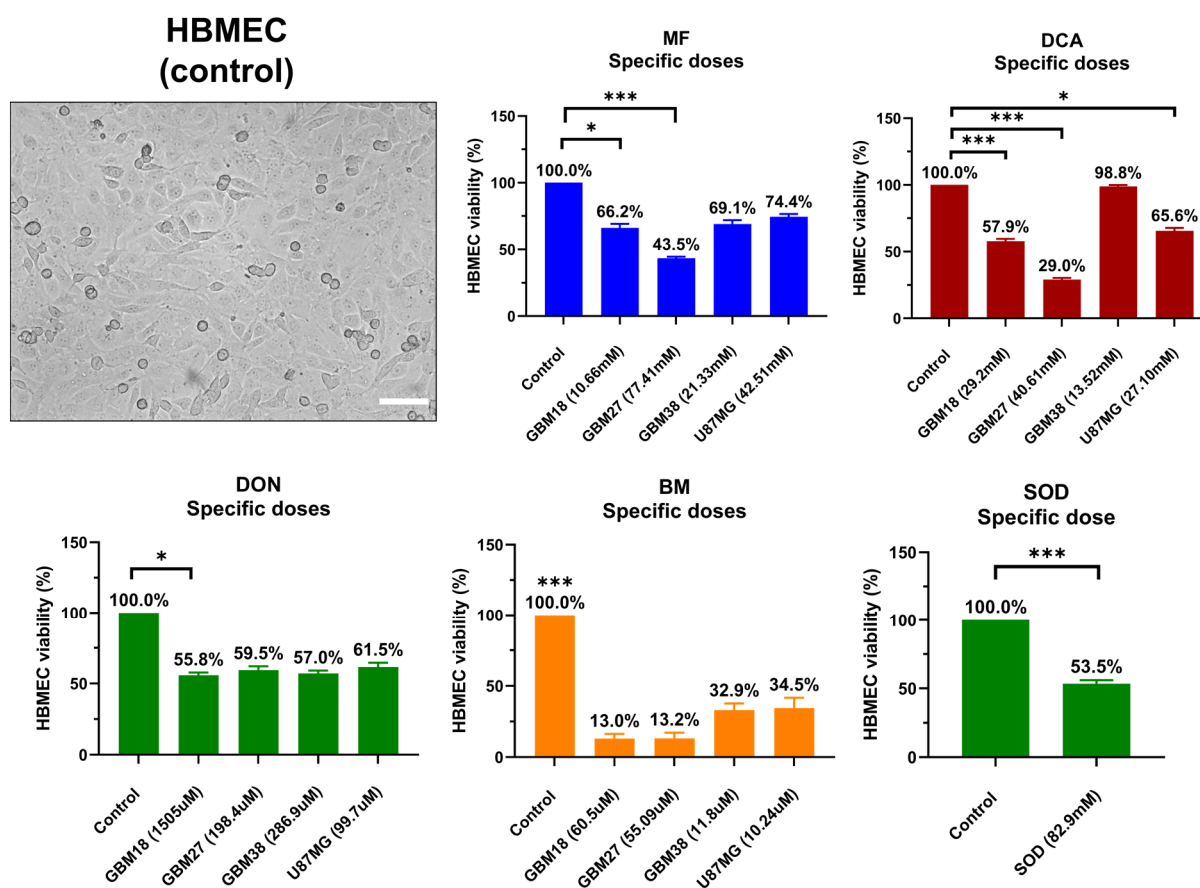 HBMEC
(control)
MF
Specific doses
HBMEC viability (%)
150
100
50
0
***
*
100.0%
66.2%
43.5%
69.1%
74.4%
Control
GBM18 (10.66mM)
GBM27 (77.41mM)
GBM38 (21.33mM)
U87MG (42.51mM)
DCA
Specific doses
HBMEC viability (%)
150
100
50
0
*
***
***
100.0%
57.9%
29.0%
98.8%
65.6%
Control
GBM18 (29.2mM)
GBM27 (40.61mM)
GBM38 (13.52mM)
U87MG (27.10mM)
DON
Specific doses
HBMEC viability (%)
150
100
50
0
*
100.0%
55.8%
59.5%
57.0%
61.5%
Control
GBM18 (1505uM)
GBM27 (198.4uM)
GBM38 (286.9uM)
U87MG (99.7uM)
BM
Specific doses
HBMEC viability (%)
150
100
50
0
***
100.0%
13.0%
13.2%
32.9%
34.5%
Control
GBM18 (60.5uM)
GBM27 (55.09uM)
GBM38 (11.8uM)
U87MG (10.24uM)
SOD
Specific dose
HBMEC viability (%)
150
100
50
0
***
100.0%
53.5%
Control
SOD (82.9mM)